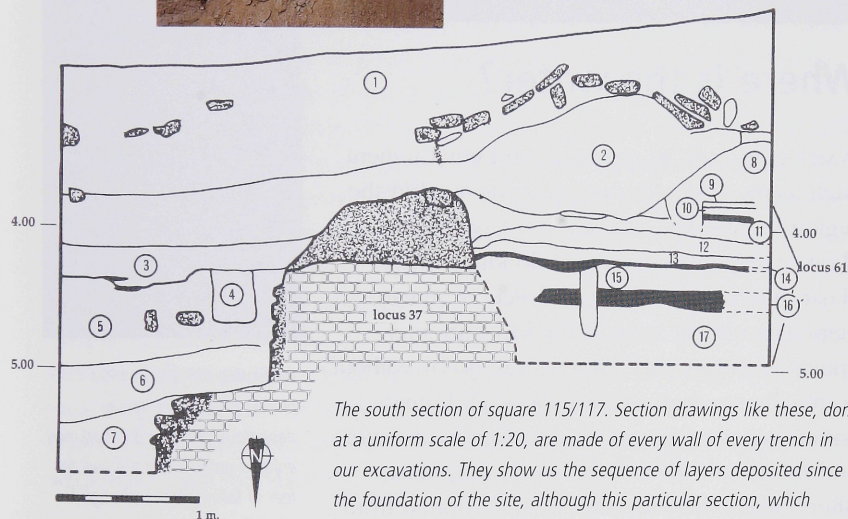 Where is the
1
2
8
9
10
11
4.00
4.00
12
3
13
locus 61
14
15
4
16
locus 37
5
17
5.00
5.00
6
7
N
1 m.
The south section of square 115/117. Section drawings like these,
at a uniform scale of 1:20, are made of every wall of every trench in
our excavations. They show us the sequence of layers deposited since
the foundation of the site, although this particular section, which